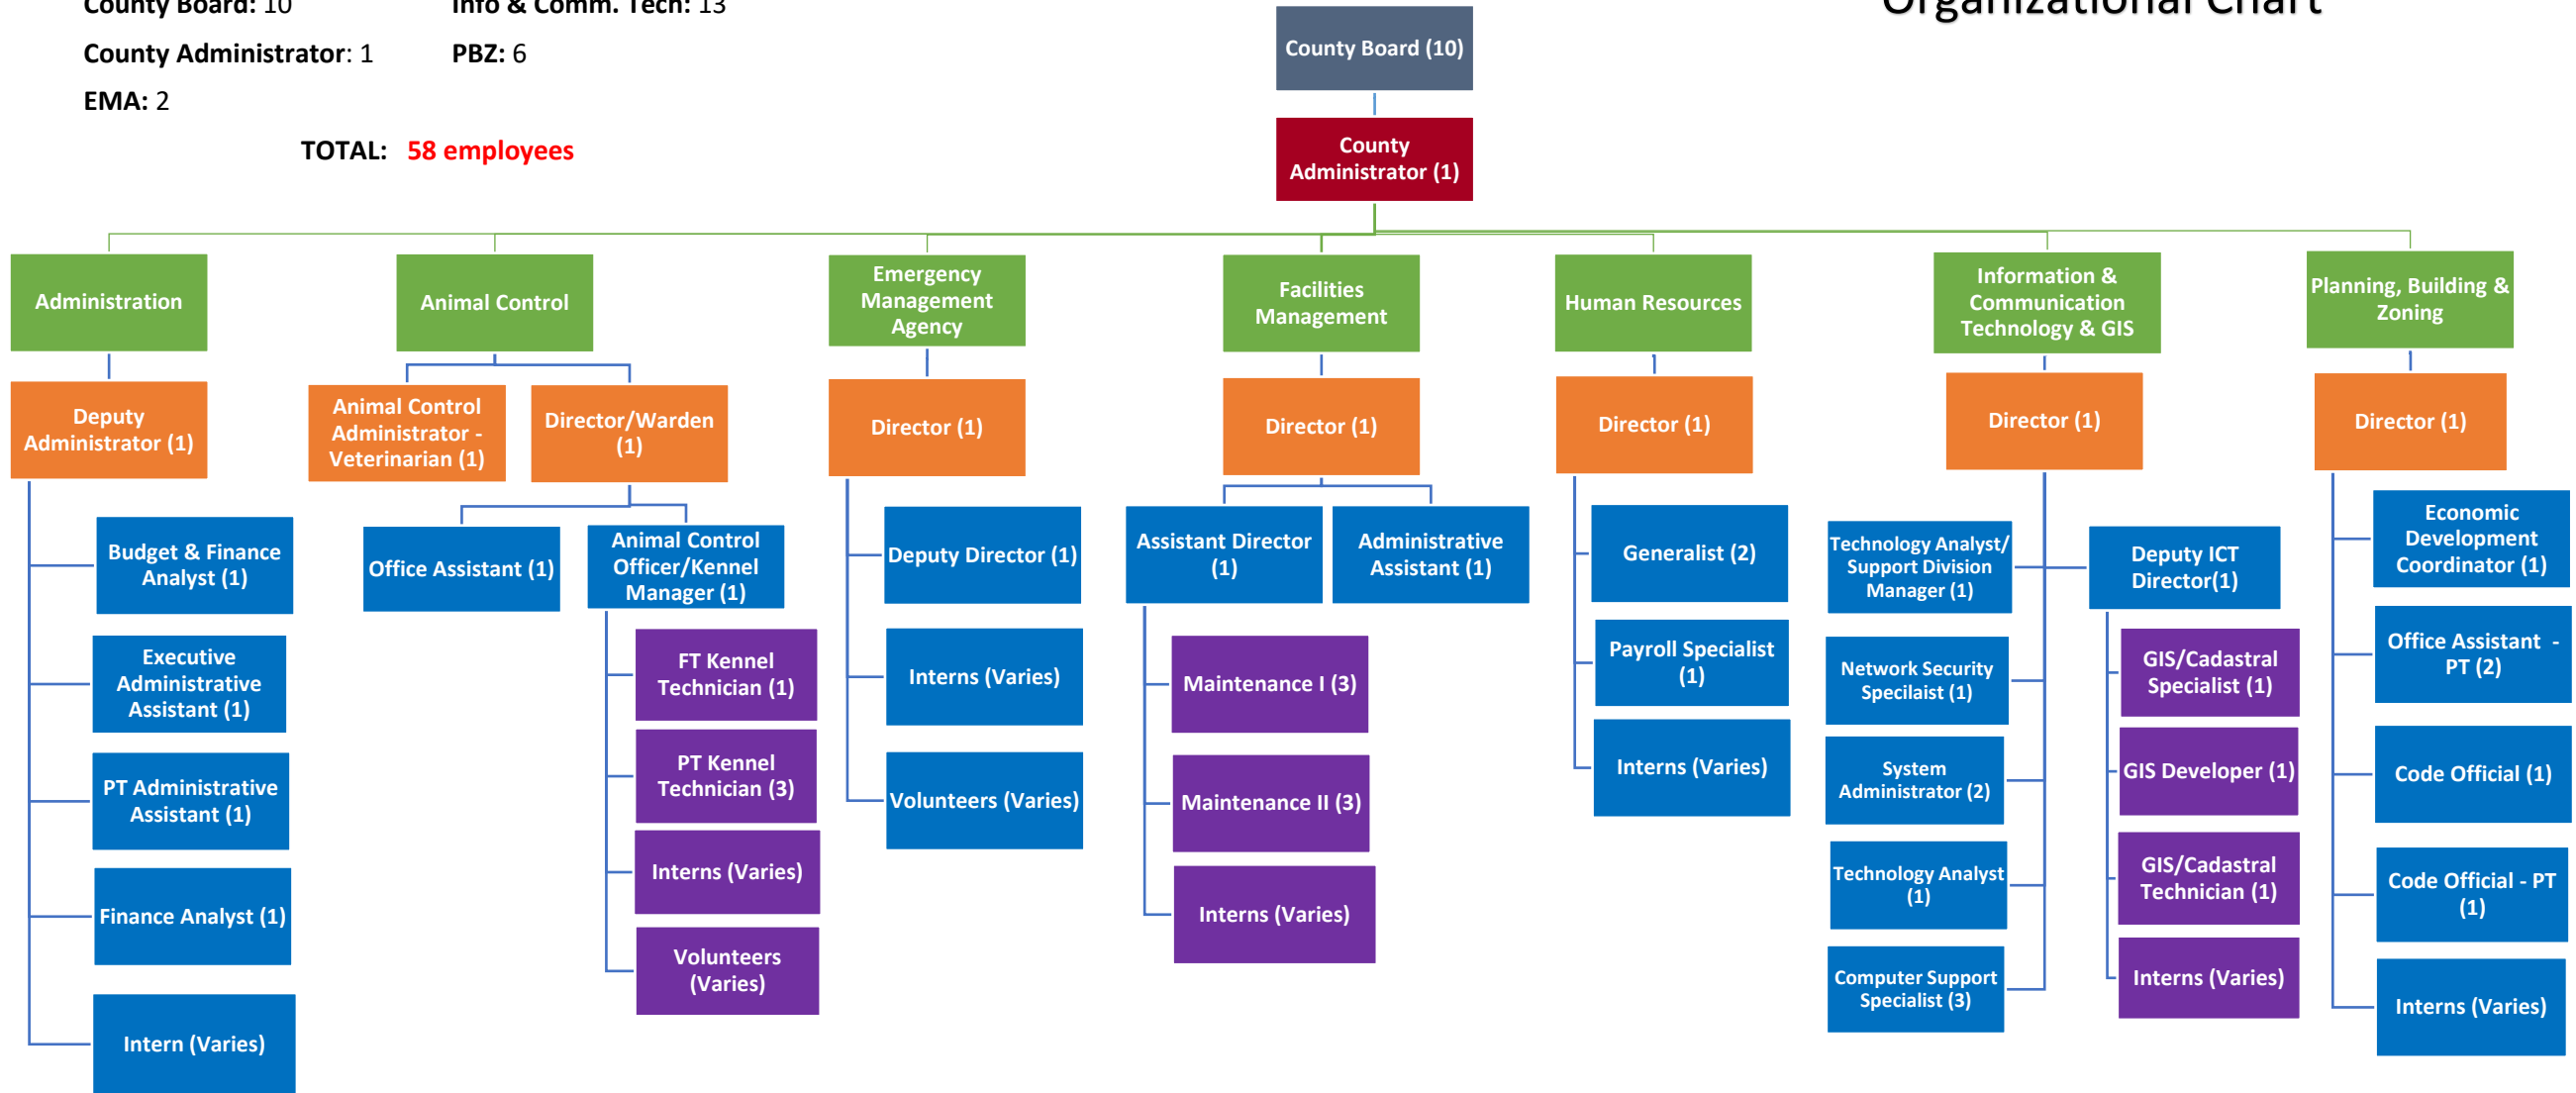 County Board: 10
Info & Comm. Tech: 13
Organizational Chart
County Administrator: 1
PBZ: 6
EMA: 2
TOTAL: 58 employees
County Board (10)
County
Administrator (1)
Administration
Deputy
Administrator (1)
Budget & Finance
Analyst (1)
Executive
Administrative
Assistant (1)
PT Administrative
Assistant (1)
Finance Analyst (1)
Intern (Varies)
Animal Control
Animal Control
Administrator -
Veterinarian (1)
Director/Warden
(1)
Office Assistant (1)
Animal Control
Officer/Kennel
Manager (1)
FT Kennel
Technician (1)
PT Kennel
Technician (3)
Interns (Varies)
Volunteers
(Varies)
Emergency
Management
Agency
Director (1)
Deputy Director (1)
Interns (Varies)
Volunteers (Varies)
Facilities
Management
Director (1)
Assistant Director
(1)
Administrative
Assistant (1)
Maintenance I (3)
Maintenance II (3)
Interns (Varies)
Human Resources
Director (1)
Generalist (2)
Payroll Specialist
(1)
Interns (Varies)
Information &
Communication
Technology & GIS
Director (1)
Technology Analyst/
Support Division
Manager (1)
Network Security
Specilaist (1)
System
Administrator (2)
Technology Analyst
(1)
Computer Support
Specialist (3)
Deputy ICT
Director(1)
GIS/Cadastral
Specialist (1)
GIS Developer (1)
GIS/Cadastral
Technician (1)
Interns (Varies)
Planning, Building &
Zoning
Director (1)
Economic
Development
Coordinator (1)
Office Assistant -
PT (2)
Code Official (1)
Code Official - PT
(1)
Interns (Varies)